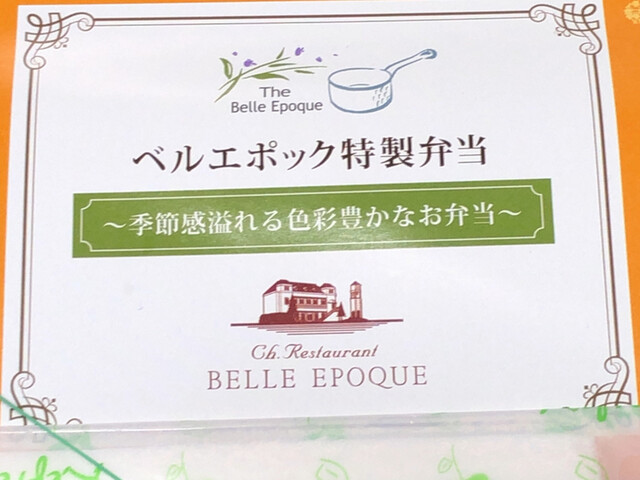 The
Belle Epoque
ベルエポック特製弁当
～季節感溢れる色彩豊かなお弁当～
Ch. Restaurant
BELLE EPOQUE